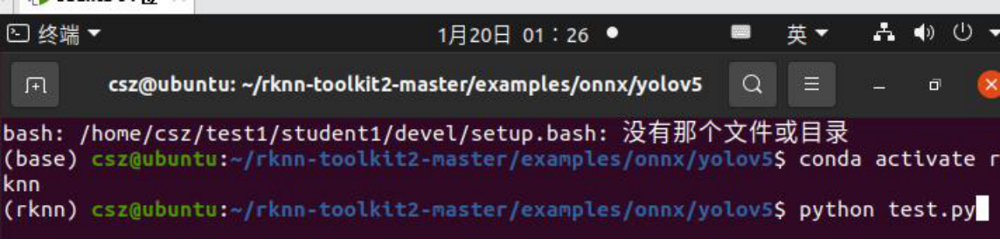 终端
1月20日 01：26
英
csz@ubuntu: ~/rknn-toolkit2-master/examples/onnx/yolov5
bash: /home/csz/test1/student1/devel/setup.bash: 没有那个文件或目录
(base) csz@ubuntu:~/rknn-toolkit2-master/examples/onnx/yolov5$ conda activate r
knn
(rknn) csz@ubuntu:~/rknn-toolkit2-master/examples/onnx/yolov5$ python test.py